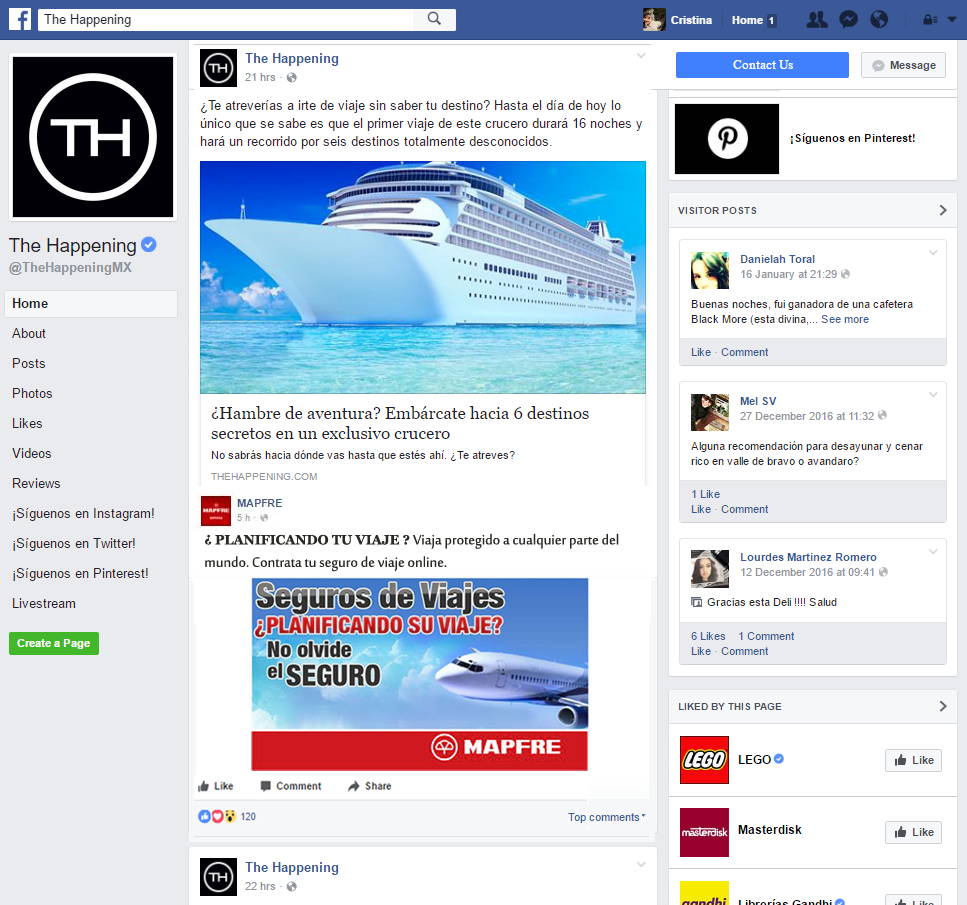 The Happening
Cristina
Home 1
TH
The Happening
@TheHappeningMX
Home
About
Posts
Photos
Likes
Videos
Reviews
¡Síguenos en Instagram!
¡Síguenos en Twitter!
¡Síguenos en Pinterest!
Livestream
Create a Page
TH
The Happening
21 hrs ·
¿Te atreverías a irte de viaje sin saber tu destino? Hasta el día de hoy lo
único que se sabe es que el primer viaje de este crucero durará 16 noches y
hará un recorrido por seis destinos totalmente desconocidos.
¿Hambre de aventura? Embárcate hacia 6 destinos
secretos en un exclusivo crucero
No sabrás hacia dónde vas hasta que estés ahí. ¿Te atreves?
THEHAPPENING.COM
MAPFRE
MAPFRE
5 h ·
¿ PLANIFICANDO TU VIAJE ? Viaja protegido a cualquier parte del
mundo. Contrata tu seguro de viaje online.
Seguros de Viajes
¿PLANIFICANDO SU VIAJE?
No olvide
el SEGURO
MAPFRE
Like Comment Share
120
Top comments
TH
The Happening
22 hrs ·
Contact Us
Message
¡Síguenos en Pinterest!
VISITOR POSTS
Danielah Toral
16 January at 21:29
Buenas noches, fui ganadora de una cafetera
Black More (esta divina,... See more
Like · Comment
Mel SV
27 December 2016 at 11:32
Alguna recomendación para desayunar y cenar
rico en valle de bravo o avandaro?
1 Like
Like · Comment
Lourdes Martinez Romero
12 December 2016 at 09:41
Gracias esta Deli !!!! Salud
6 Likes 1 Comment
Like · Comment
LIKED BY THIS PAGE
LEGO
LEGO
Like
masterdisk
Masterdisk
Like
gandhi
Librerías Gandhi
Like